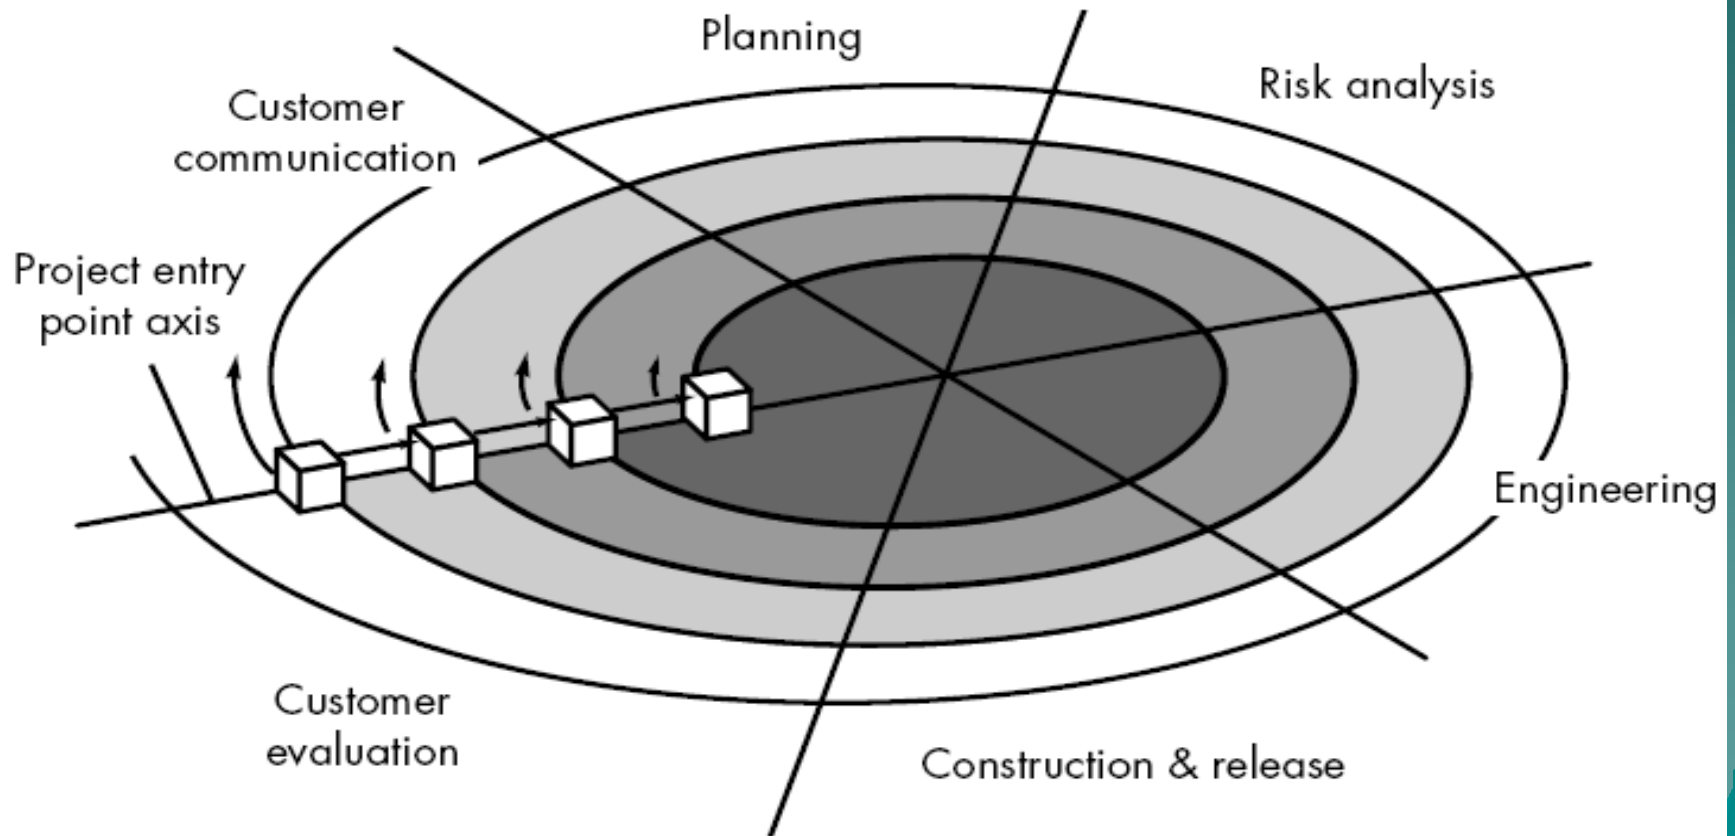 Planning
Risk analysis
Customer
communication
Project entry
point axis
Engineering
Customer
evaluation
Construction & release